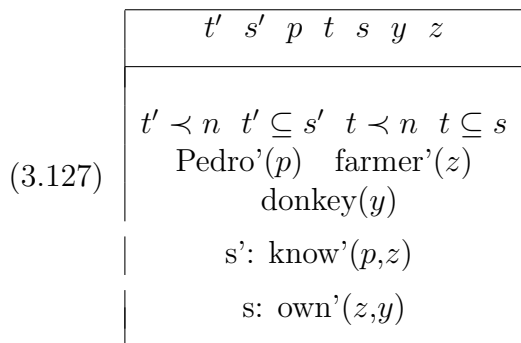 t′ s′ p t s y z
t′ ≺ n t′ ⊆ s′ t ≺ n t ⊆ s
(3.127) Pedro’(p) farmer’(z)
donkey(y)
s’: know’(p,z)
s: own’(z,y)